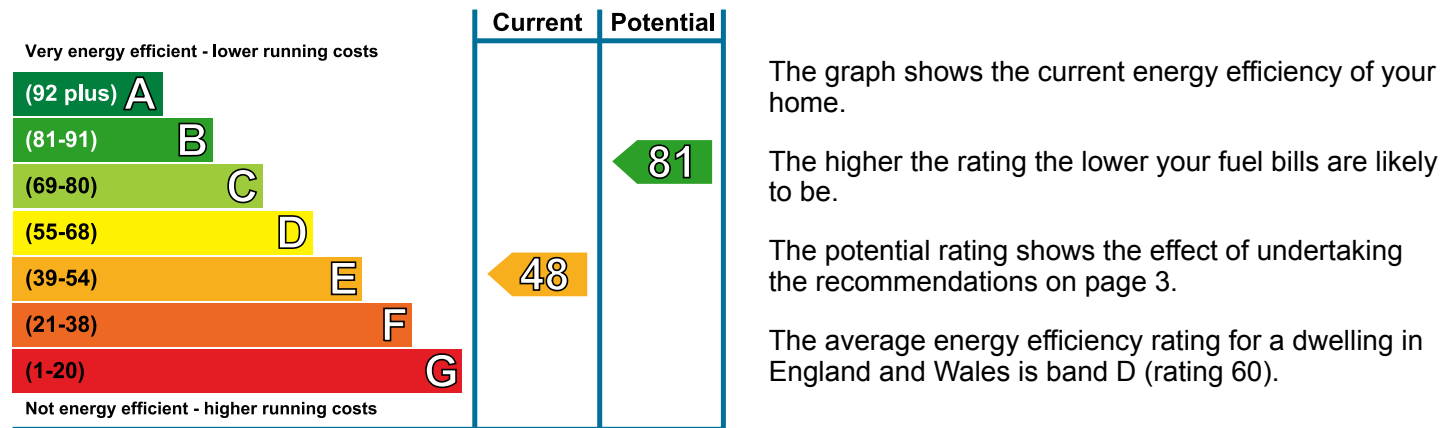 Current Potential
Very energy efficient - lower running costs
(92 plus) A
(81-91) B
81
(69-80) C
(55-68) D
(39-54) E
48
(21-38) F
(1-20) G
Not energy efficient - higher running costs
The graph shows the current energy efficiency of your
home.
The higher the rating the lower your fuel bills are likely
to be.
The potential rating shows the effect of undertaking
the recommendations on page 3.
The average energy efficiency rating for a dwelling in
England and Wales is band D (rating 60).